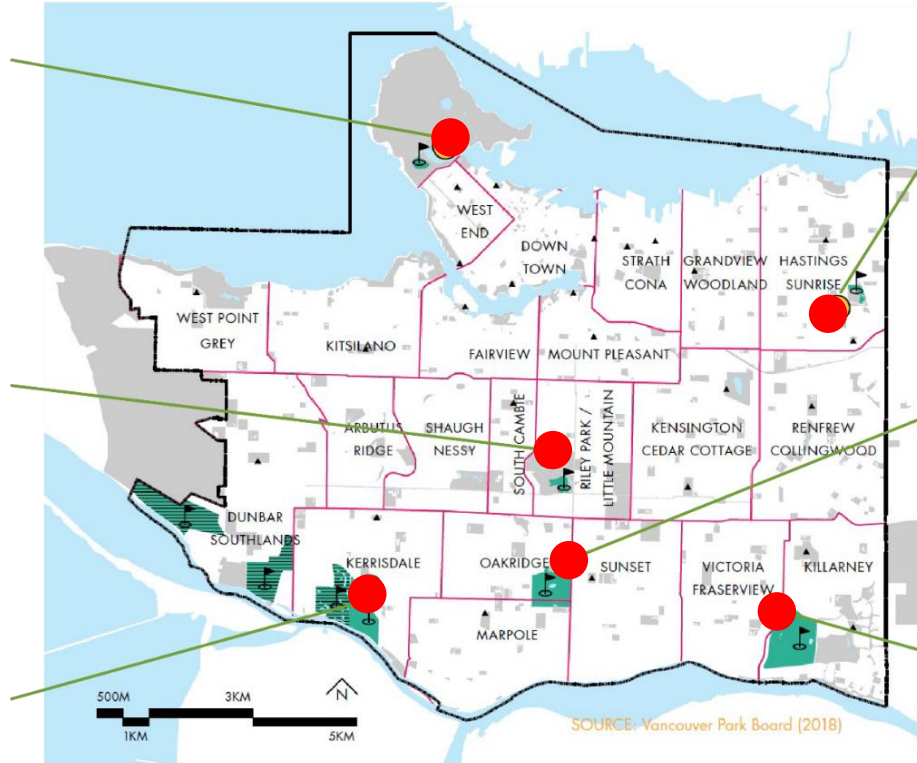 WEST
END
DOWN
TOWN
STRATH
CONA
GRANDVIEW
WOODLAND
HASTINGS
SUNRISE
WEST POINT
GREY
KITSILANO
FAIRVIEW
MOUNT PLEASANT
ARBUTUS
RIDGE
SHAUGH
NESSY
SOUTH CAMBIE
RILEY PARK /
LITTLE MOUNTAIN
KENSINGTON
CEDAR COTTAGE
RENFREW
COLLINGWOOD
DUNBAR
SOUTHLANDS
KERRISDALE
OAKRIDGE
SUNSET
VICTORIA
FRASERVIEW
KILLARNEY
MARPOLE
500M
3KM
N
1KM
5KM
SOURCE: Vancouver Park Board (2018)